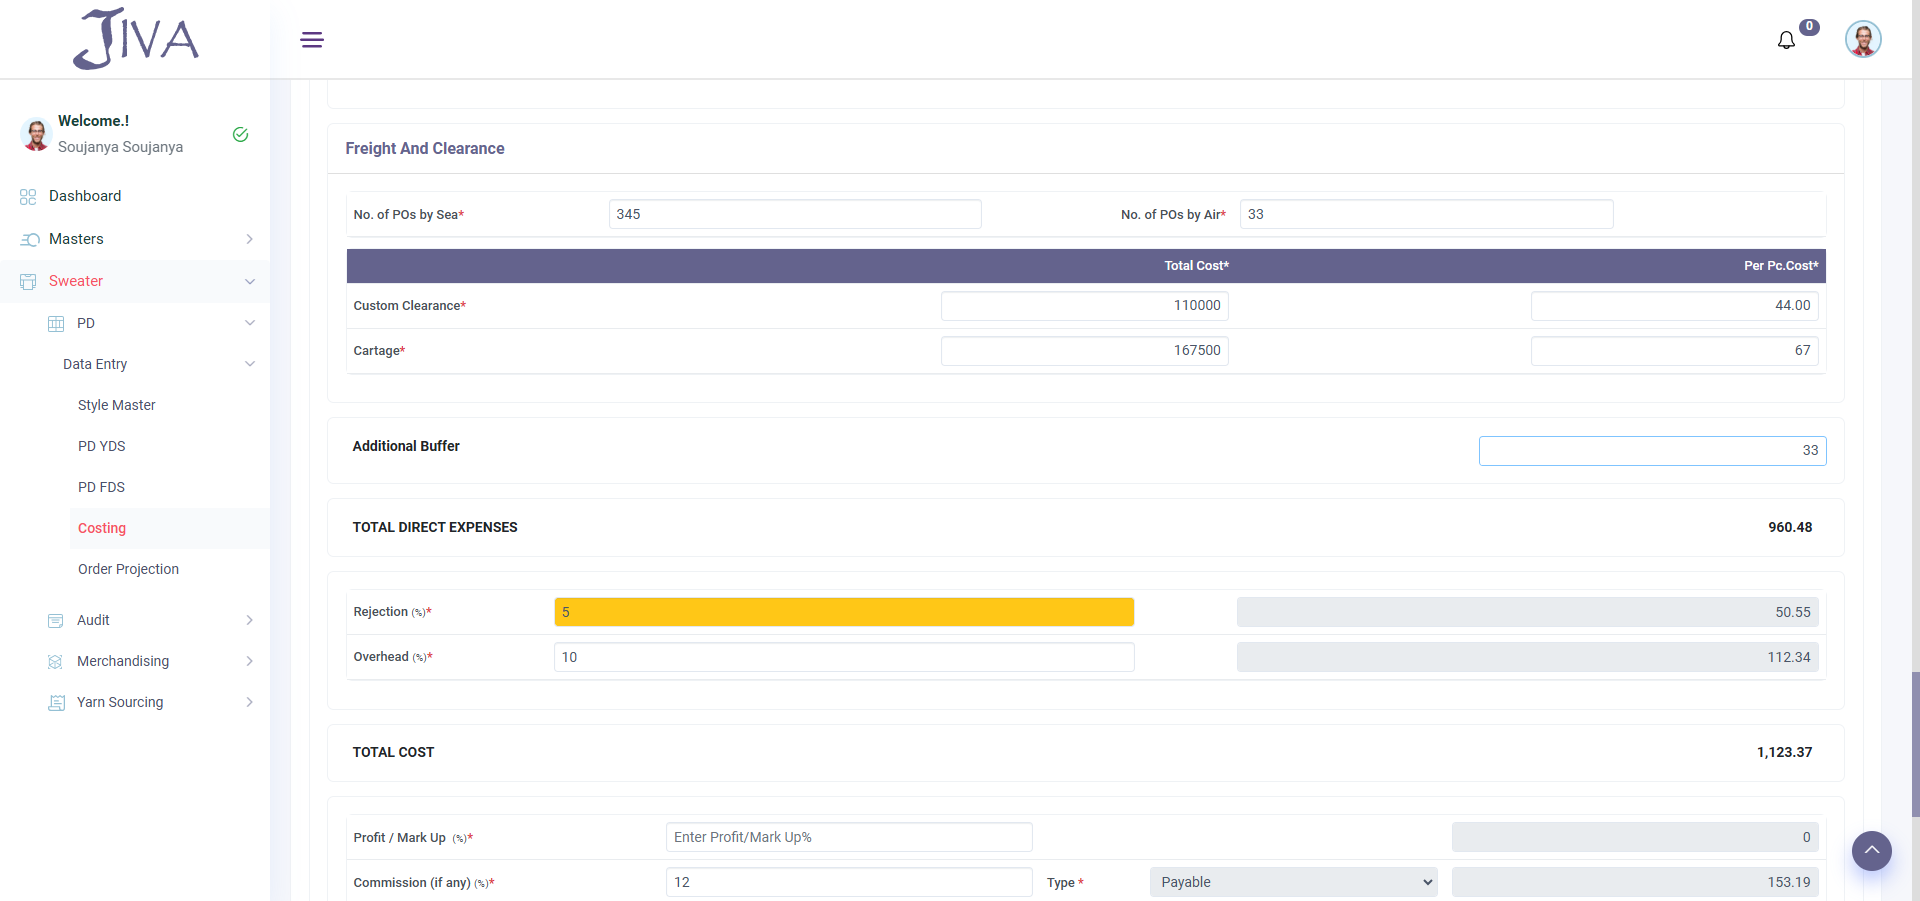 JIVA
0
Welcome.!
Soujanya Soujanya
Dashboard
Masters
Sweater
PD
Data Entry
Style Master
PD YDS
PD FDS
Costing
Order Projection
Audit
Merchandising
Yarn Sourcing
Freight And Clearance
No. of POs by Sea* 345 No. of POs by Air* 33
Total Cost* Per Pc.Cost*
Custom Clearance* 110000 44.00
Cartage* 167500 67
Additional Buffer 33
TOTAL DIRECT EXPENSES 960.48
Rejection (%)* 5 50.55
Overhead (%)* 10 112.34
TOTAL COST 1,123.37
Profit / Mark Up (%)* Enter Profit/Mark Up% 0
Commission (if any) (%)* 12 Type * Payable 153.19